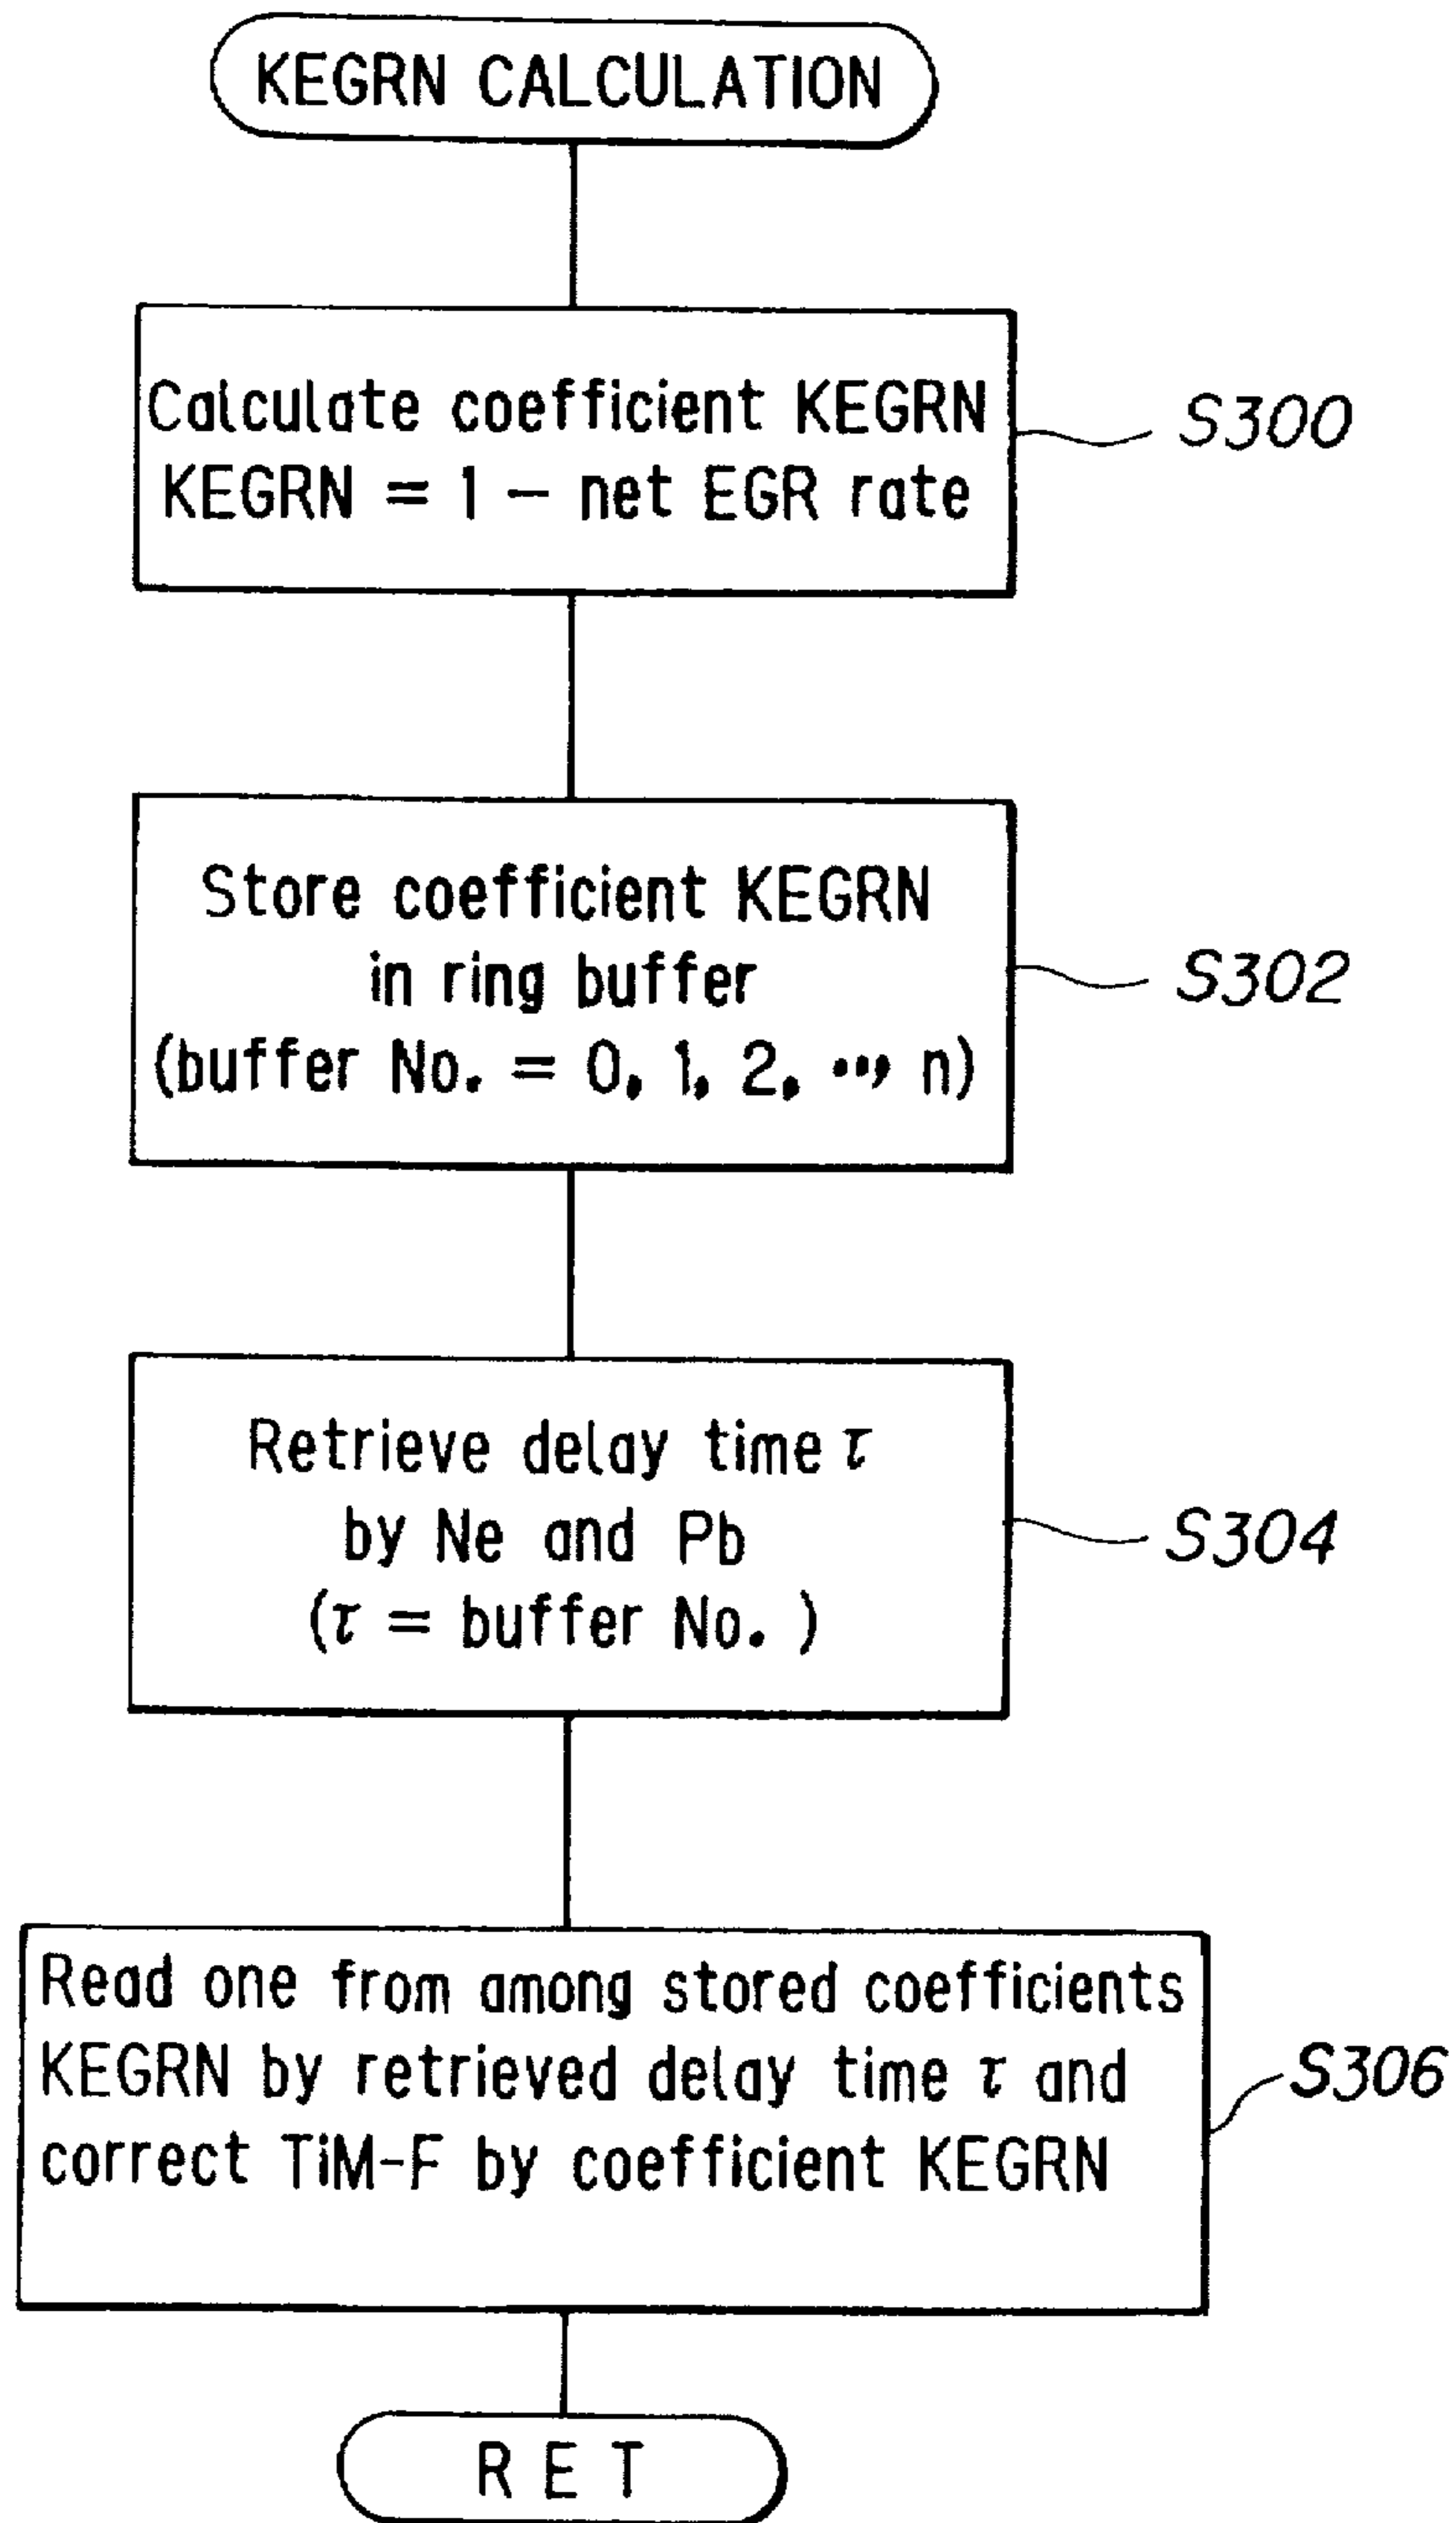 KEGRN CALCULATION
Calculate coefficient KEGRN
KEGRN = 1 – net EGR rate
S300
Store coefficient KEGRN
in ring buffer
(buffer No. = 0, 1, 2, ..., n)
S302
Retrieve delay time τ
by Ne and Pb
(τ = buffer No. )
S304
Read one from among stored coefficients
KEGRN by retrieved delay time τ and
correct TiM-F by coefficient KEGRN
S306
RET